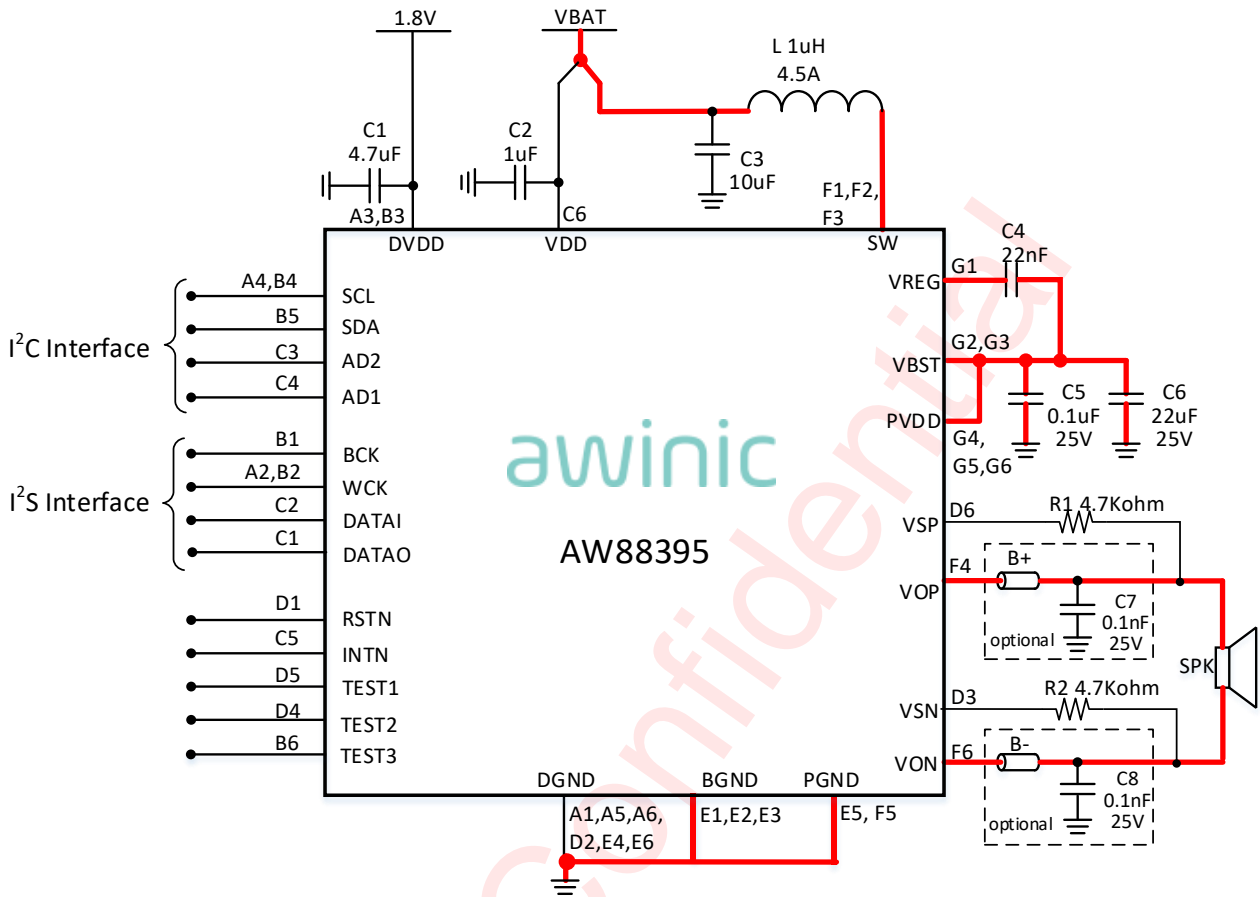 1.8V
VBAT
L 1uH
4.5A
C1
4.7uF
C2
1uF
C3
10uF
A3,B3
C6
F1,F2,
F3
DVDD
VDD
SW
C4
22nF
VREG
G1
VBST
G2,G3
PVDD
G4,
G5,G6
C5
0.1uF
25V
C6
22uF
25V
I²C Interface
A4,B4
SCL
B5
SDA
C3
AD2
C4
AD1
I²S Interface
B1
BCK
A2,B2
WCK
C2
DATAI
C1
DATAO
D1
RSTN
C5
INTN
D5
TEST1
D4
TEST2
B6
TEST3
awinic
AW88395
VSP
D6
R1 4.7Kohm
VOP
F4
B+
C7
0.1nF
25V
optional
SPK
VSN
D3
R2 4.7Kohm
VON
F6
B-
C8
0.1nF
25V
optional
DGND
BGND
PGND
A1,A5,A6,
D2,E4,E6
E1,E2,E3
E5, F5
Confidential